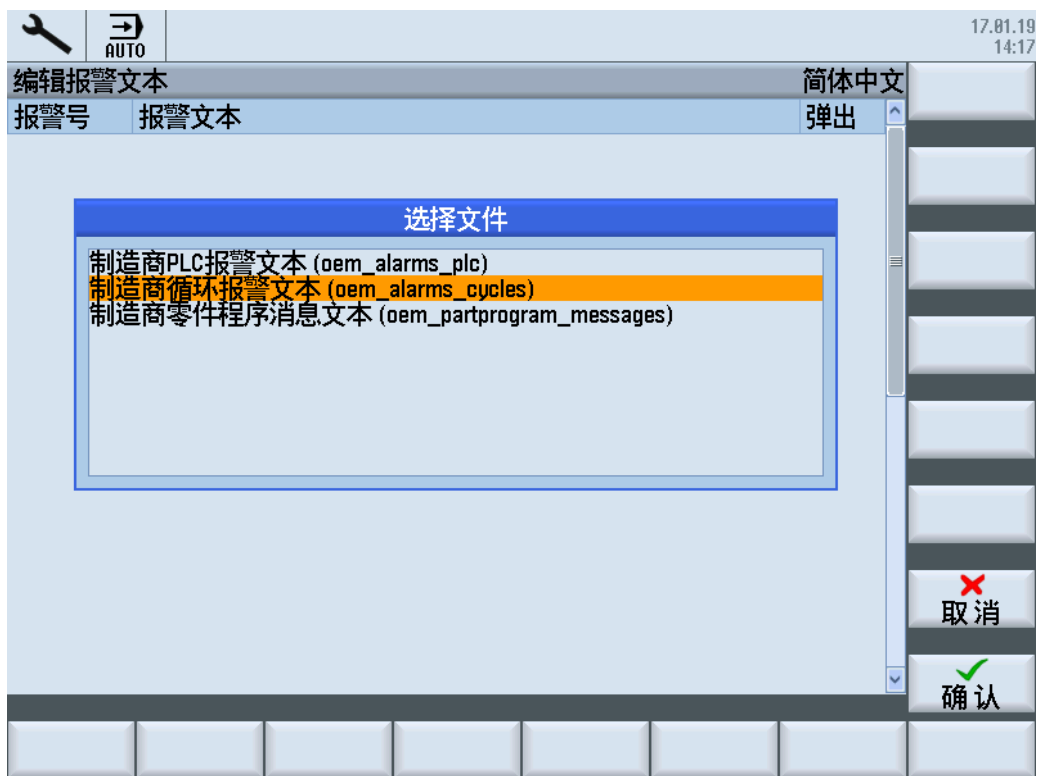 AUTO
17.01.19
14:17
编辑报警文本 简体中文
报警号 报警文本 弹出
选择文件
制造商PLC报警文本 (oem_alarms_plc)
制造商循环报警文本 (oem_alarms_cycles)
制造商零件程序消息文本 (oem_partprogram_messages)
取消
确认